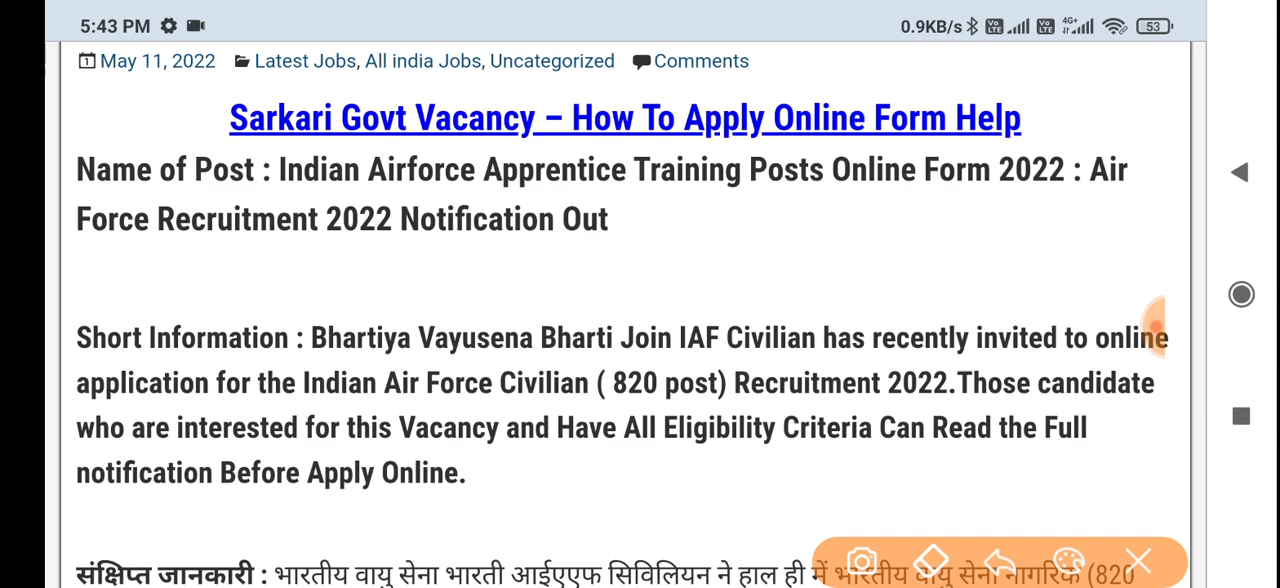 5:43 PM 0.9KB/s 4G+ 53
May 11, 2022 Latest Jobs, All india Jobs, Uncategorized Comments
Sarkari Govt Vacancy – How To Apply Online Form Help
Name of Post : Indian Airforce Apprentice Training Posts Online Form 2022 : Air
Force Recruitment 2022 Notification Out
Short Information : Bhartiya Vayusena Bharti Join IAF Civilian has recently invited to online
application for the Indian Air Force Civilian ( 820 post) Recruitment 2022.Those candidate
who are interested for this Vacancy and Have All Eligibility Criteria Can Read the Full
notification Before Apply Online.
संक्षिप्त जानकारी : भारतीय वायु सेना भारती आईएएफ सिविलियन ने हाल ही में भारतीय वायु सेना नागरिक (820